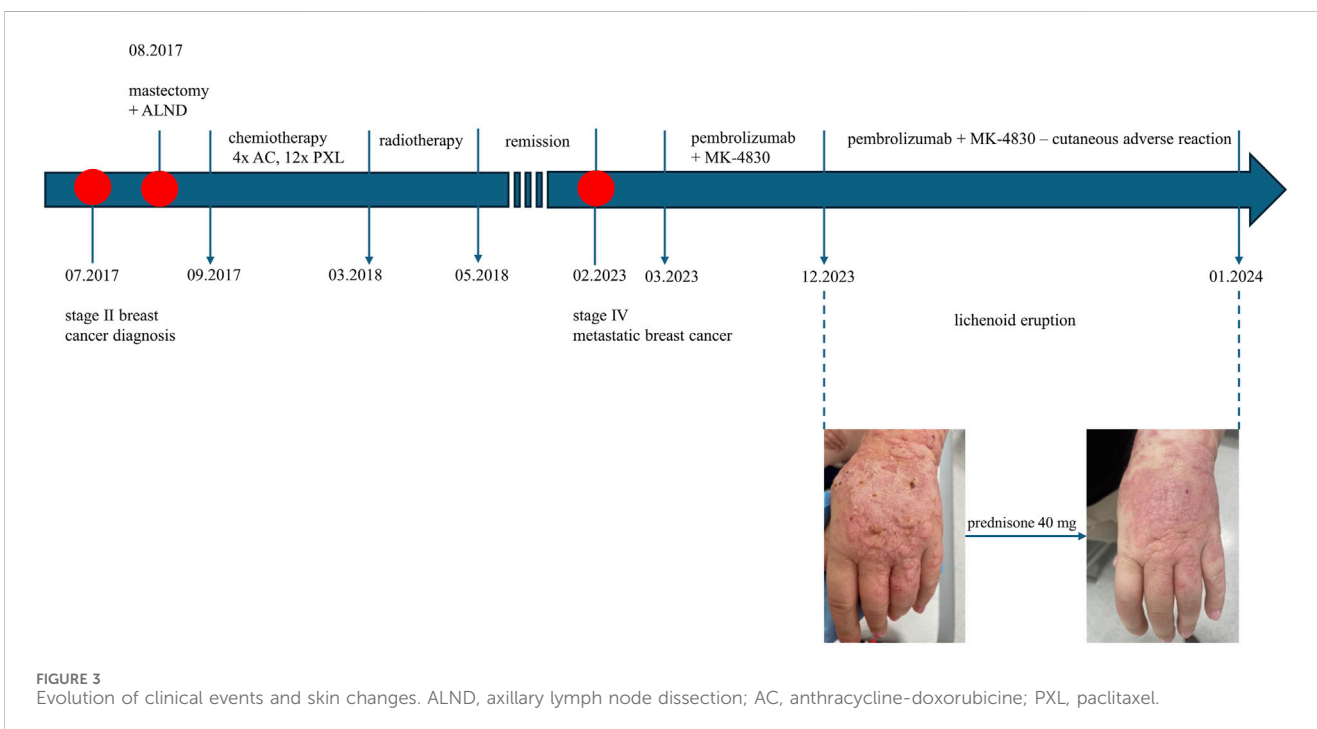 08.2017
mastectomy
+ ALND
chemiotherapy
4x AC, 12x PXL
radiotherapy
remission
pembrolizumab
+ MK-4830
pembrolizumab + MK-4830 – cutaneous adverse reaction
07.2017
09.2017
03.2018
05.2018
02.2023
03.2023
12.2023
01.2024
stage II breast
cancer diagnosis
stage IV
metastatic breast cancer
lichenoid eruption
prednisone 40 mg
FIGURE 3
Evolution of clinical events and skin changes. ALND, axillary lymph node dissection; AC, anthracycline-doxorubicine; PXL, paclitaxel.